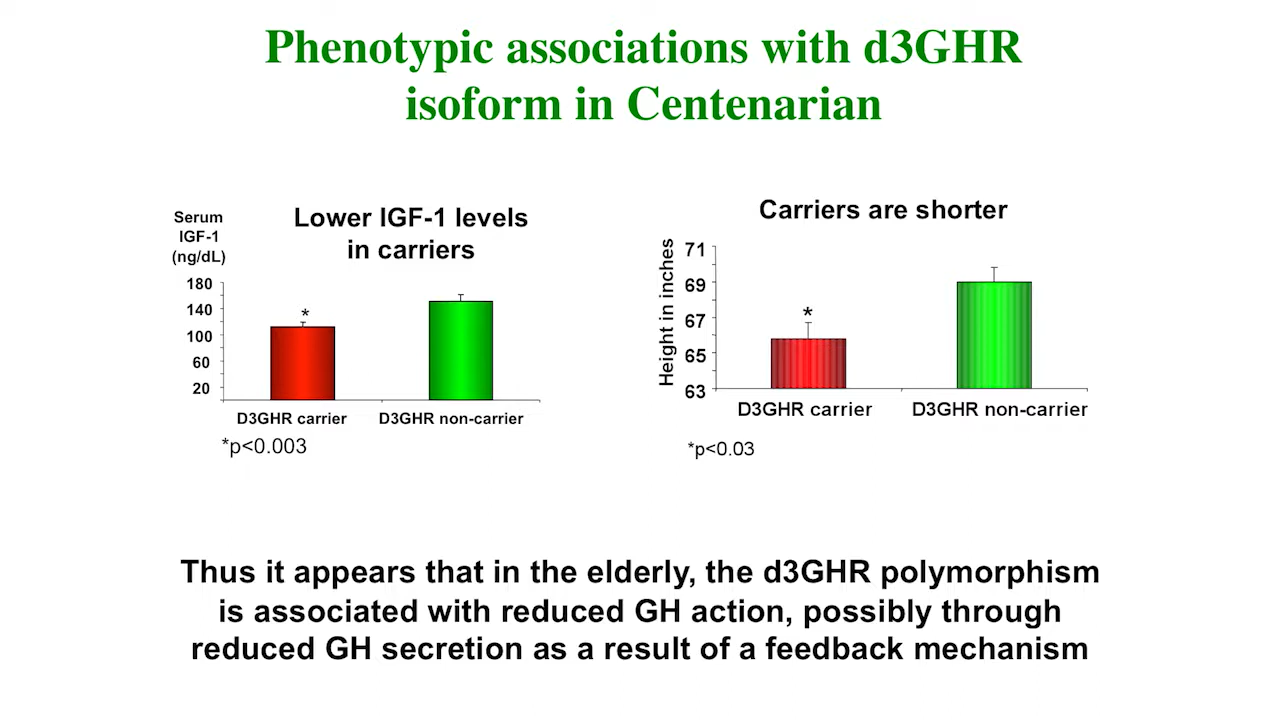 Phenotypic associations with d3GHR
isoform in Centenarian
Serum
IGF-1
(ng/dL)
Lower IGF-1 levels
in carriers
180
140
100
60
20
*
D3GHR carrier
D3GHR non-carrier
*p<0.003
Carriers are shorter
Height in inches
71
69
67
65
63
*
D3GHR carrier
D3GHR non-carrier
*p<0.03
Thus it appears that in the elderly, the d3GHR polymorphism
is associated with reduced GH action, possibly through
reduced GH secretion as a result of a feedback mechanism